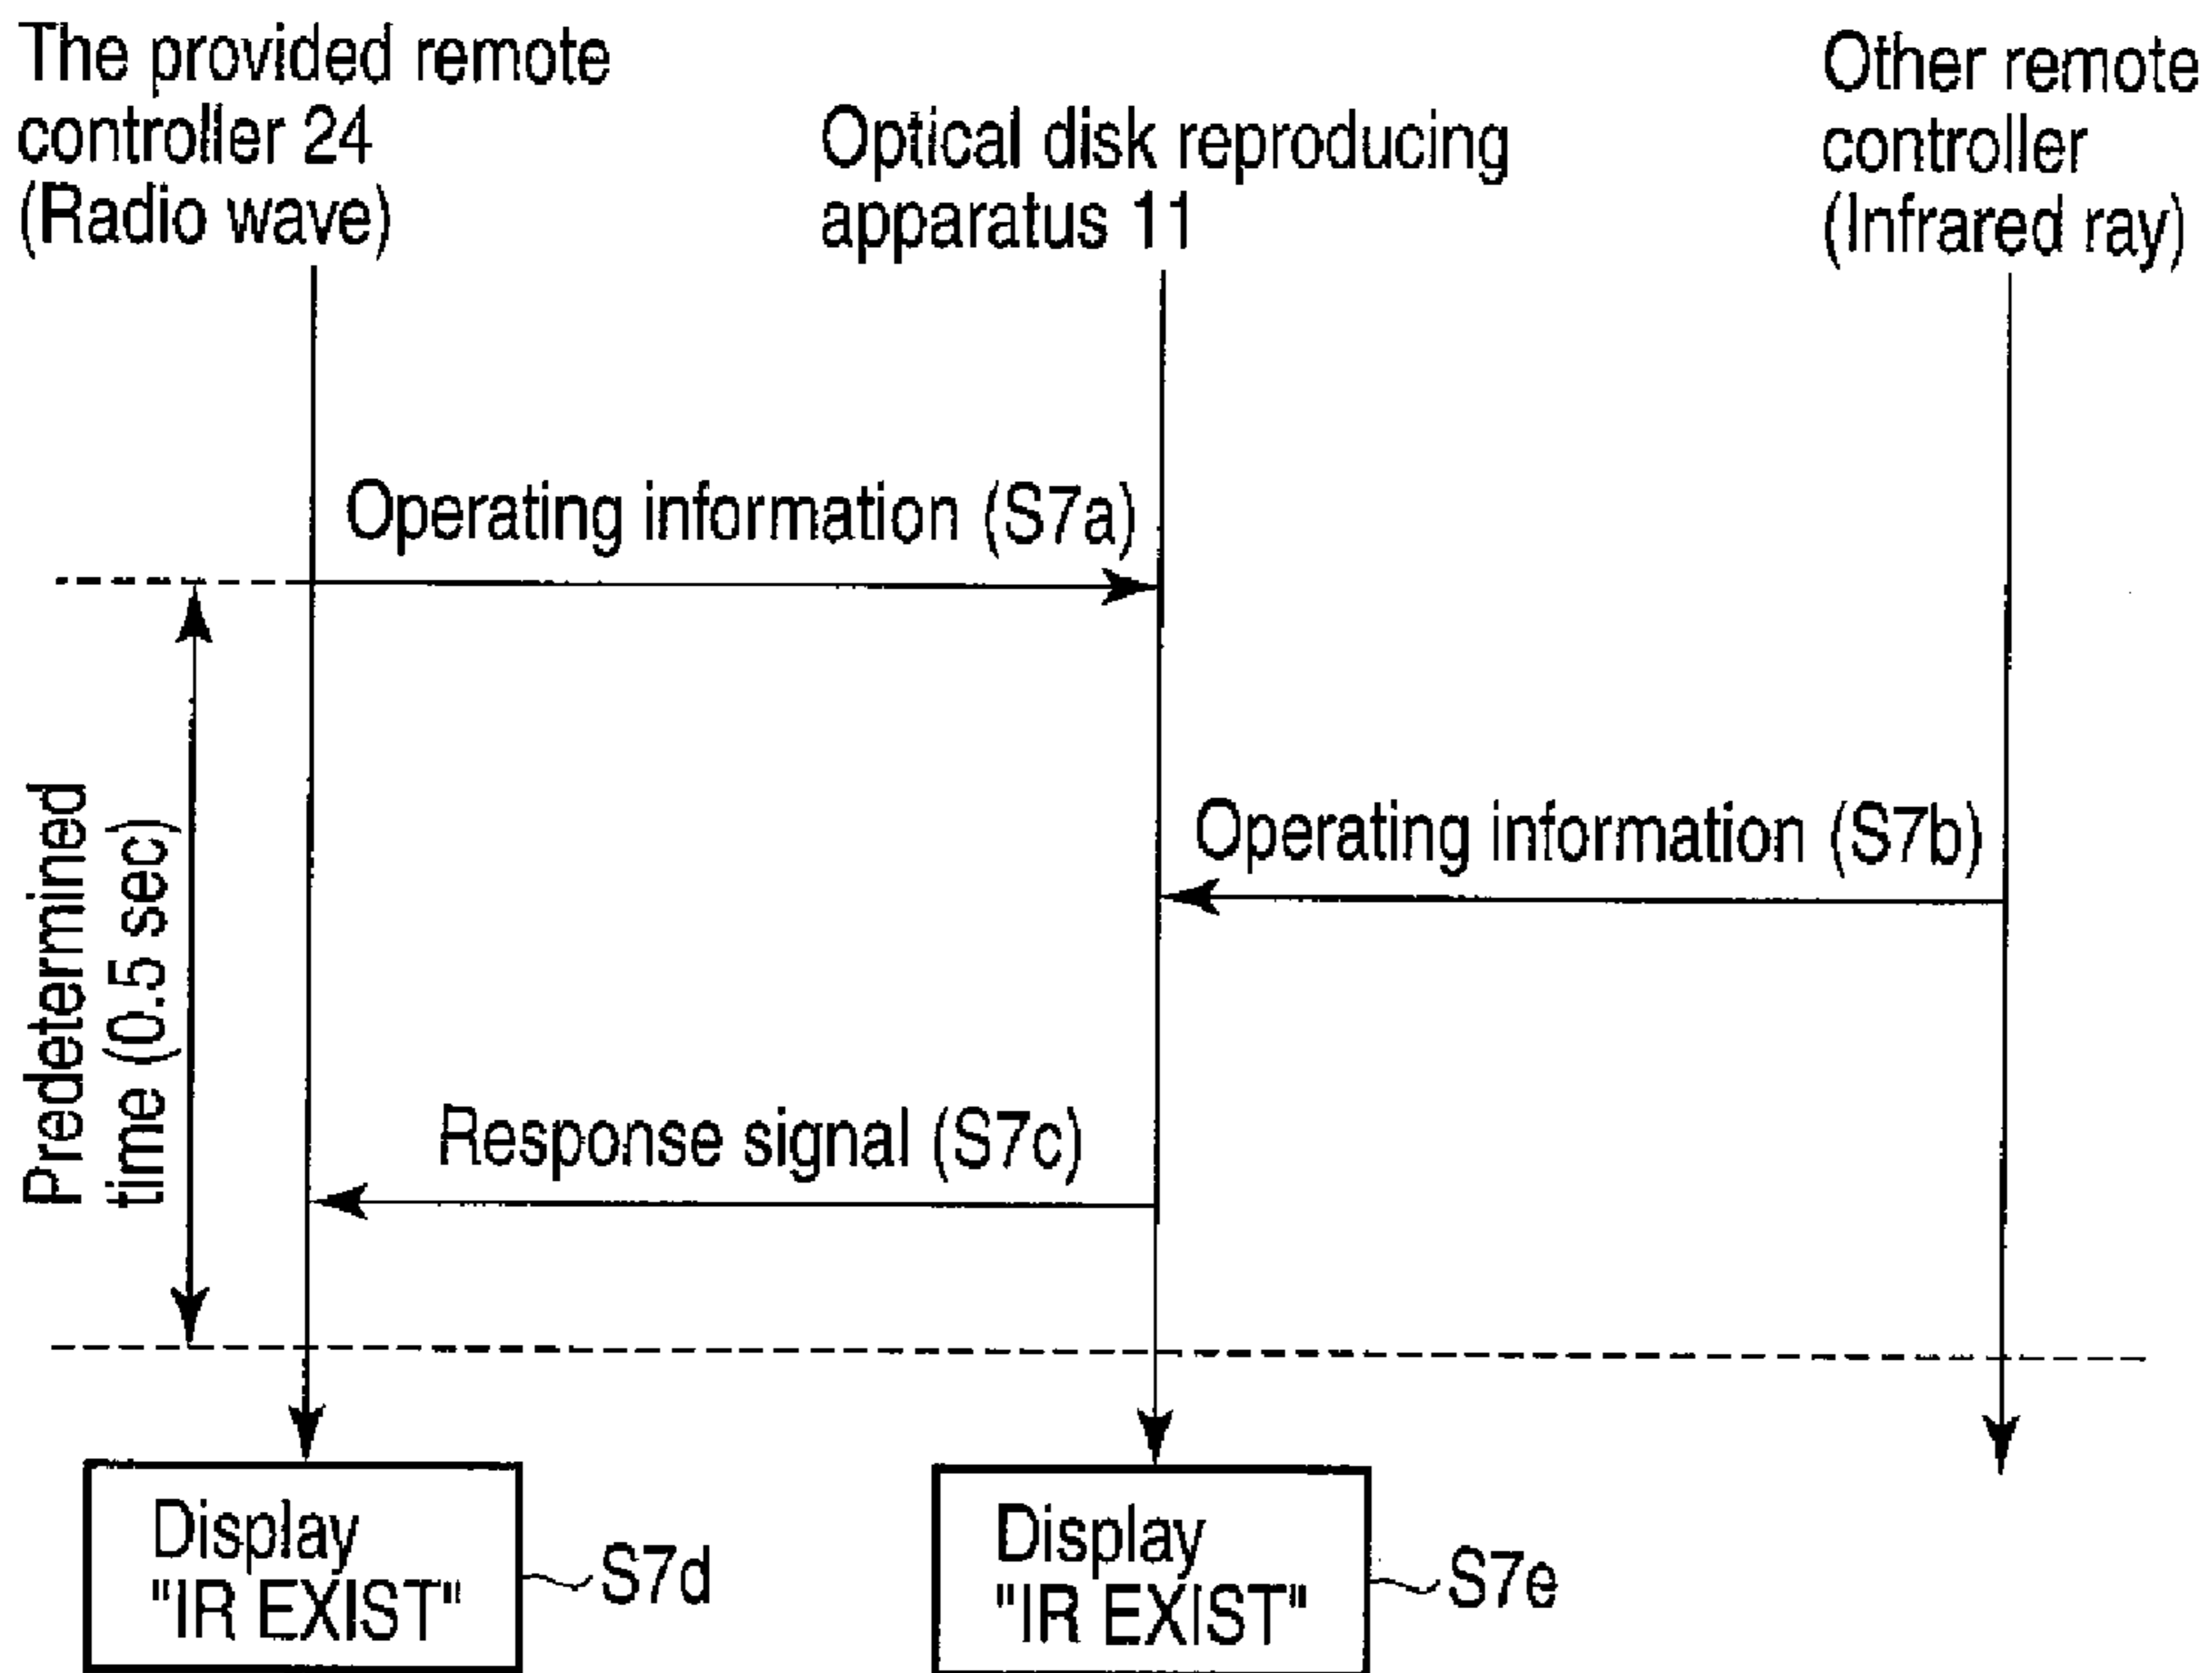 The provided remote
controller 24
(Radio wave)
Optical disk reproducing
apparatus 11
Other remote
controller
(Infrared ray)
Operating information (S7a)
Predetermined
time (0.5 sec)
Operating information (S7b)
Response signal (S7c)
Display
"IR EXIST"
S7d
Display
"IR EXIST"
S7e